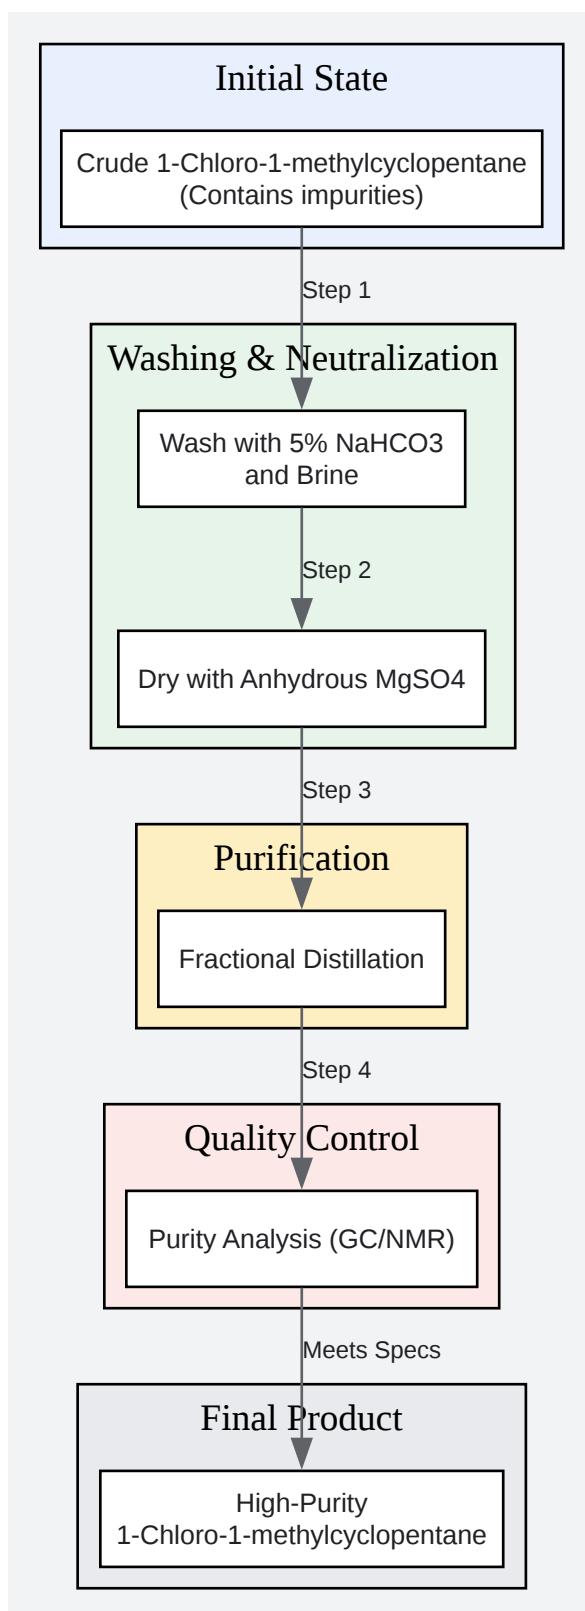 Initial State
Crude 1-Chloro-1-methylcyclopentane
(Contains impurities)
Step 1
Washing & Neutralization
Wash with 5% NaHCO3
and Brine
Step 2
Dry with Anhydrous MgSO4
Step 3
Purification
Fractional Distillation
Step 4
Quality Control
Purity Analysis (GC/NMR)
Meets Specs
Final Product
High-Purity
1-Chloro-1-methylcyclopentane